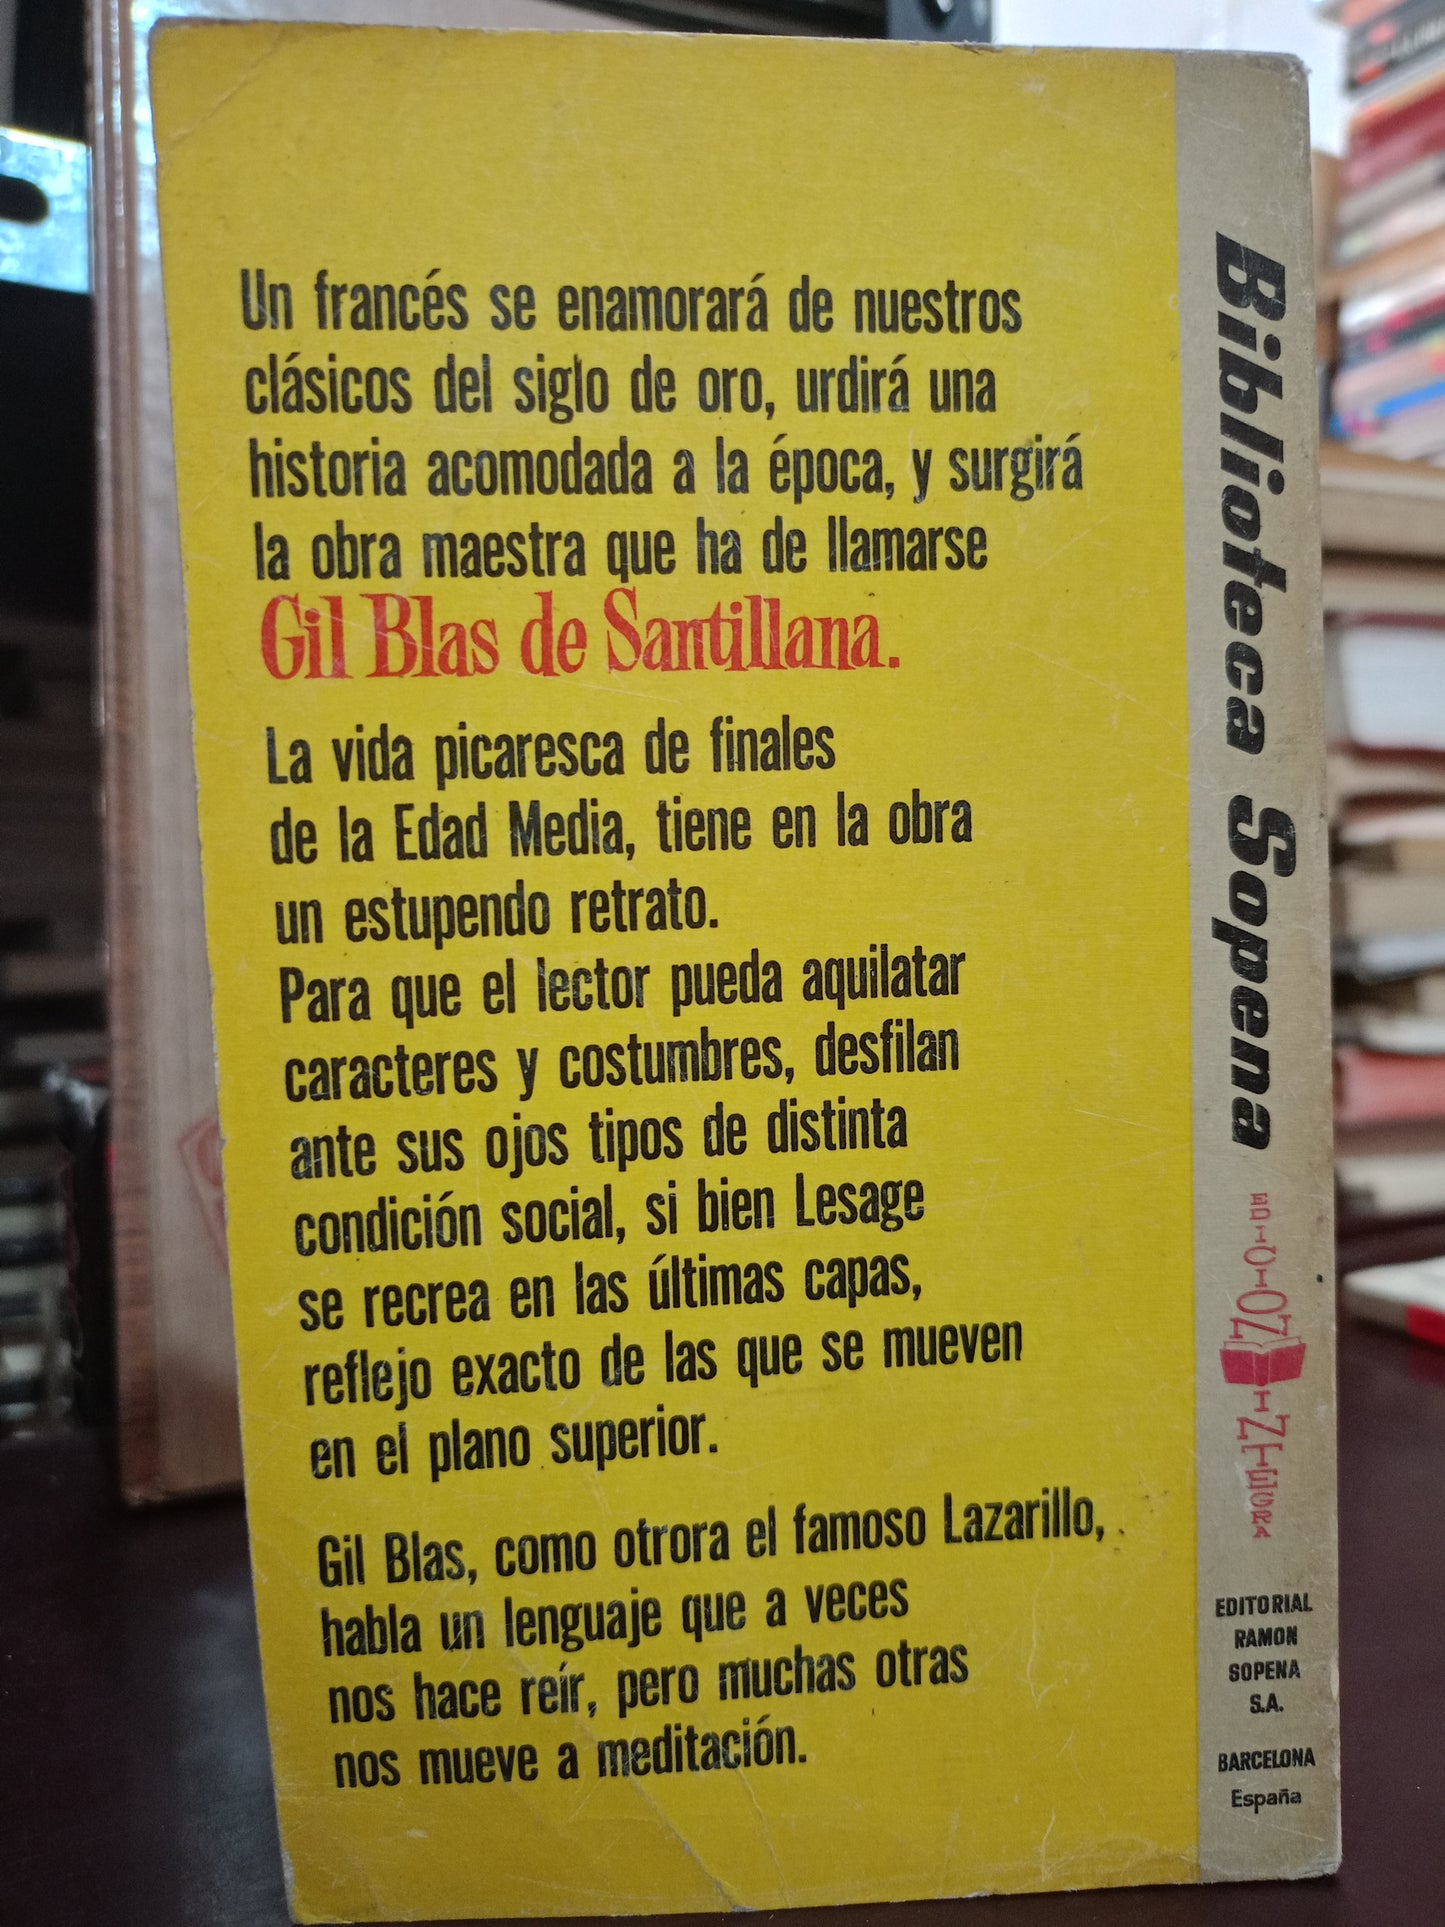 Un francés se enamorará de nuestros
clásicos del siglo de oro, urdirá una
historia acomodada a la época, y surgirá
la obra maestra que ha de llamarse
Gil Blas de Santillana.
La vida picaresca de finales
de la Edad Media, tiene en la obra
un estupendo retrato.
Para que el lector pueda aquilatar
caracteres y costumbres, desfilan
ante sus ojos tipos de distinta
condición social, si bien Lesage
se recrea en las últimas capas,
reflejo exacto de las que se mueven
en el plano superior.
Gil Blas, como otrora el famoso Lazarillo,
habla un lenguaje que a veces
nos hace reír, pero muchas otras
nos mueve a meditación.
Biblioteca Sopena
EDICION
INTEGRA
EDITORIAL
RAMON
SOPENA
S.A.
BARCELONA
España